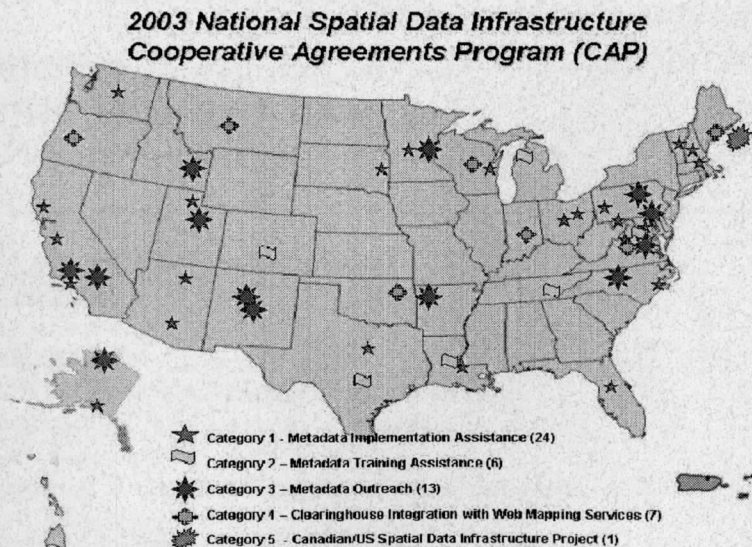 2003 National Spatial Data Infrastructure
Cooperative Agreements Program (CAP)
Category 1 - Metadata Implementation Assistance (24)
Category 2 – Metadata Training Assistance (6)
Category 3 – Metadata Outreach (13)
Category 4 – Clearinghouse Integration with Web Mapping Services (7)
Category 5 - Canadian/US Spatial Data Infrastructure Project (1)